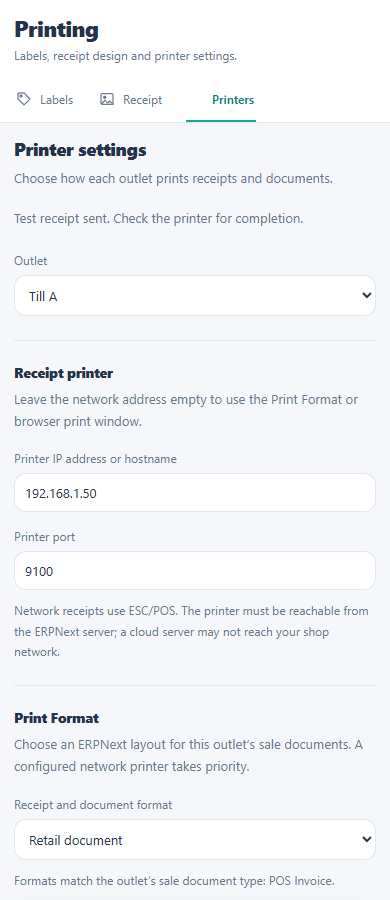 Printing
Labels, receipt design and printer settings.
Labels
Receipt
Printers
Printer settings
Choose how each outlet prints receipts and documents.
Test receipt sent. Check the printer for completion.
Outlet
Till A
Receipt printer
Leave the network address empty to use the Print Format or
browser print window.
Printer IP address or hostname
192.168.1.50
Printer port
9100
Network receipts use ESC/POS. The printer must be reachable from
the ERPNext server; a cloud server may not reach your shop
network.
Print Format
Choose an ERPNext layout for this outlet’s sale documents. A
configured network printer takes priority.
Receipt and document format
Retail document
Formats match the outlet’s sale document type: POS Invoice.